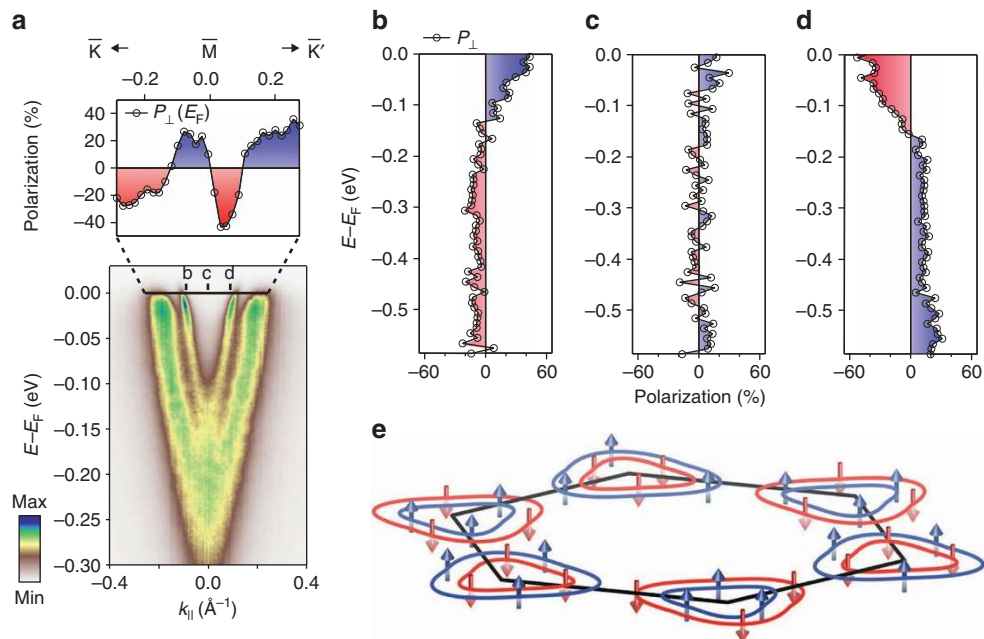 a
K̅ ← M̅ → K̅′
−0.2 0.0 0.2
Polarization (%)
40
20
0
−20
−40
P⊥(EF)
b c d
0.00
−0.05
−0.10
−0.15
−0.20
−0.25
−0.30
E−EF (eV)
−0.4 0.0 0.4
k|| (Å−1)
Max
Min
b
P⊥
0.0
−0.1
−0.2
−0.3
−0.4
−0.5
E−EF (eV)
−60 0 60
c
0.0
−0.1
−0.2
−0.3
−0.4
−0.5
−60 0 60
Polarization (%)
d
0.0
−0.1
−0.2
−0.3
−0.4
−0.5
−60 0 60
e